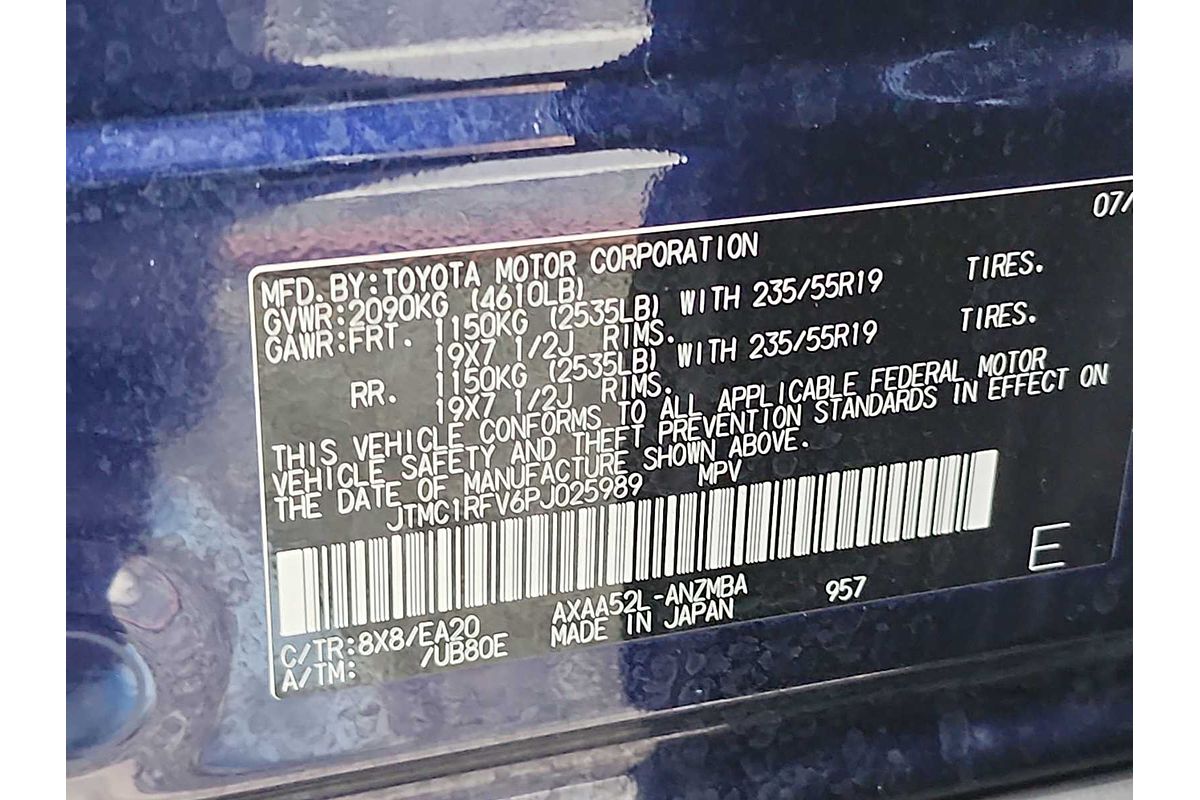 07/
MFD. BY: TOYOTA MOTOR CORPORATION
GVWR: 2090KG (4610LB)
GAWR: FRT. 1150KG (2535LB) WITH 235/55R19 TIRES.
19X7 1/2J RIMS.
RR. 1150KG (2535LB) WITH 235/55R19 TIRES.
19X7 1/2J RIMS.
THIS VEHICLE CONFORMS TO ALL APPLICABLE FEDERAL MOTOR
VEHICLE SAFETY AND THEFT PREVENTION STANDARDS IN EFFECT ON
THE DATE OF MANUFACTURE SHOWN ABOVE.
JTMC1RFV6PJ025989 MPV
E
C/TR: 8X8/EA20 AXAA52L-ANZMBA 957
A/TM: /UB80E MADE IN JAPAN